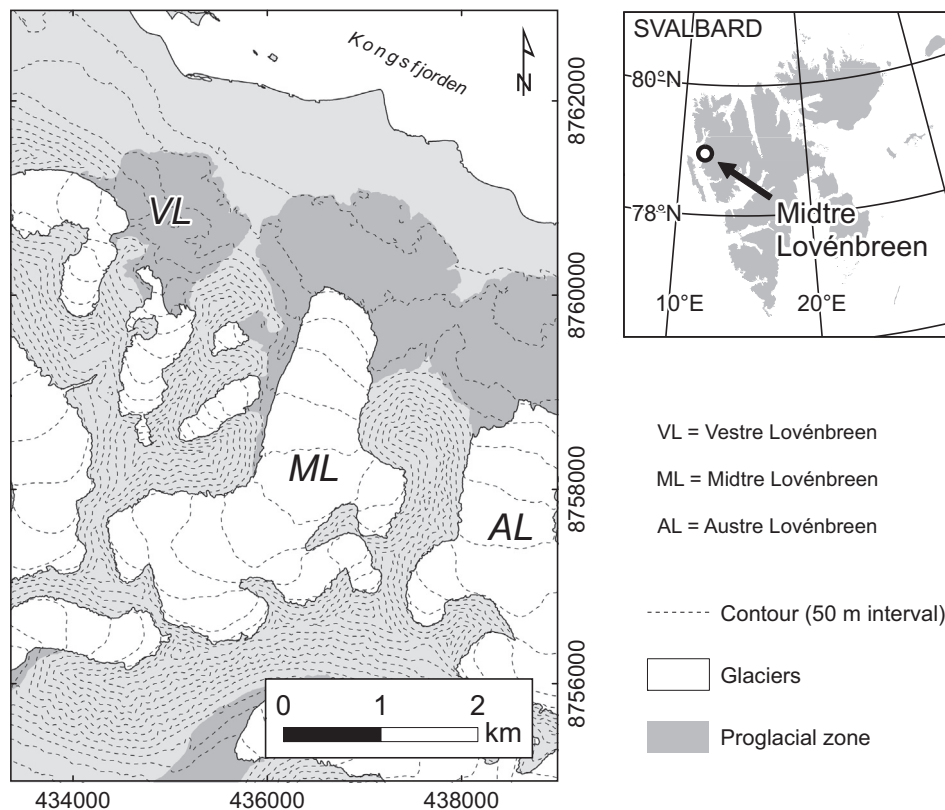 Kongsfjorden
N
VL
ML
AL
8762000
8760000
8758000
8756000
434000
436000
438000
0
1
2
km
SVALBARD
80°N
78°N
10°E
20°E
Midtre
Lovénbreen
VL = Vestre Lovénbreen
ML = Midtre Lovénbreen
AL = Austre Lovénbreen
Contour (50 m interval)
Glaciers
Proglacial zone